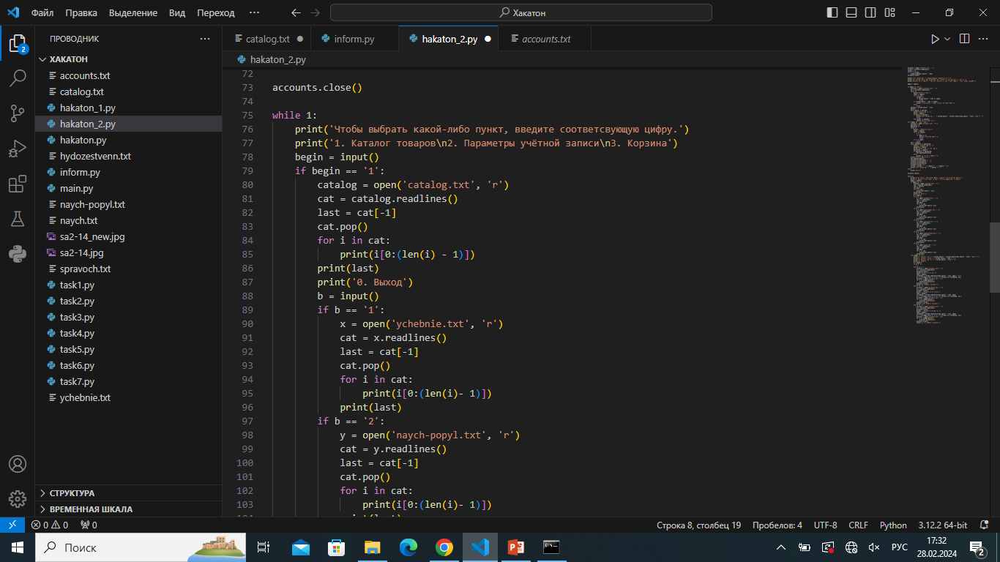 Файл Правка Выделение Вид Переход ···
Хакатон
ПРОВОДНИК ···
catalog.txt
inform.py
hakaton_2.py
accounts.txt
ХАКАТОН
hakaton_2.py
accounts.txt
catalog.txt
hakaton_1.py
hakaton_2.py
hakaton.py
hydozestvenn.txt
inform.py
main.py
naych-popyl.txt
naych.txt
sa2-14_new.jpg
sa2-14.jpg
spravoch.txt
task1.py
task2.py
task3.py
task4.py
task5.py
task6.py
task7.py
ychebnie.txt
СТРУКТУРА
ВРЕМЕННАЯ ШКАЛА
2
72
73 accounts.close()
74
75 while 1:
76 print('Чтобы выбрать какой-либо пункт, введите соответсвующую цифру.')
77 print('1. Каталог товаров\n2. Параметры учётной записи\n3. Корзина')
78 begin = input()
79 if begin == '1':
80 catalog = open('catalog.txt', 'r')
81 cat = catalog.readlines()
82 last = cat[-1]
83 cat.pop()
84 for i in cat:
85 print(i[0:(len(i) - 1)])
86 print(last)
87 print('0. Выход')
88 b = input()
89 if b == '1':
90 x = open('ychebnie.txt', 'r')
91 cat = x.readlines()
92 last = cat[-1]
93 cat.pop()
94 for i in cat:
95 print(i[0:(len(i)- 1)])
96 print(last)
97 if b == '2':
98 y = open('naych-popyl.txt', 'r')
99 cat = y.readlines()
100 last = cat[-1]
101 cat.pop()
102 for i in cat:
103 print(i[0:(len(i)- 1)])
0 0 0
Строка 8, столбец 19 Пробелов: 4 UTF-8 CRLF Python 3.12.2 64-bit
Поиск
РУС
17:32
28.02.2024
2